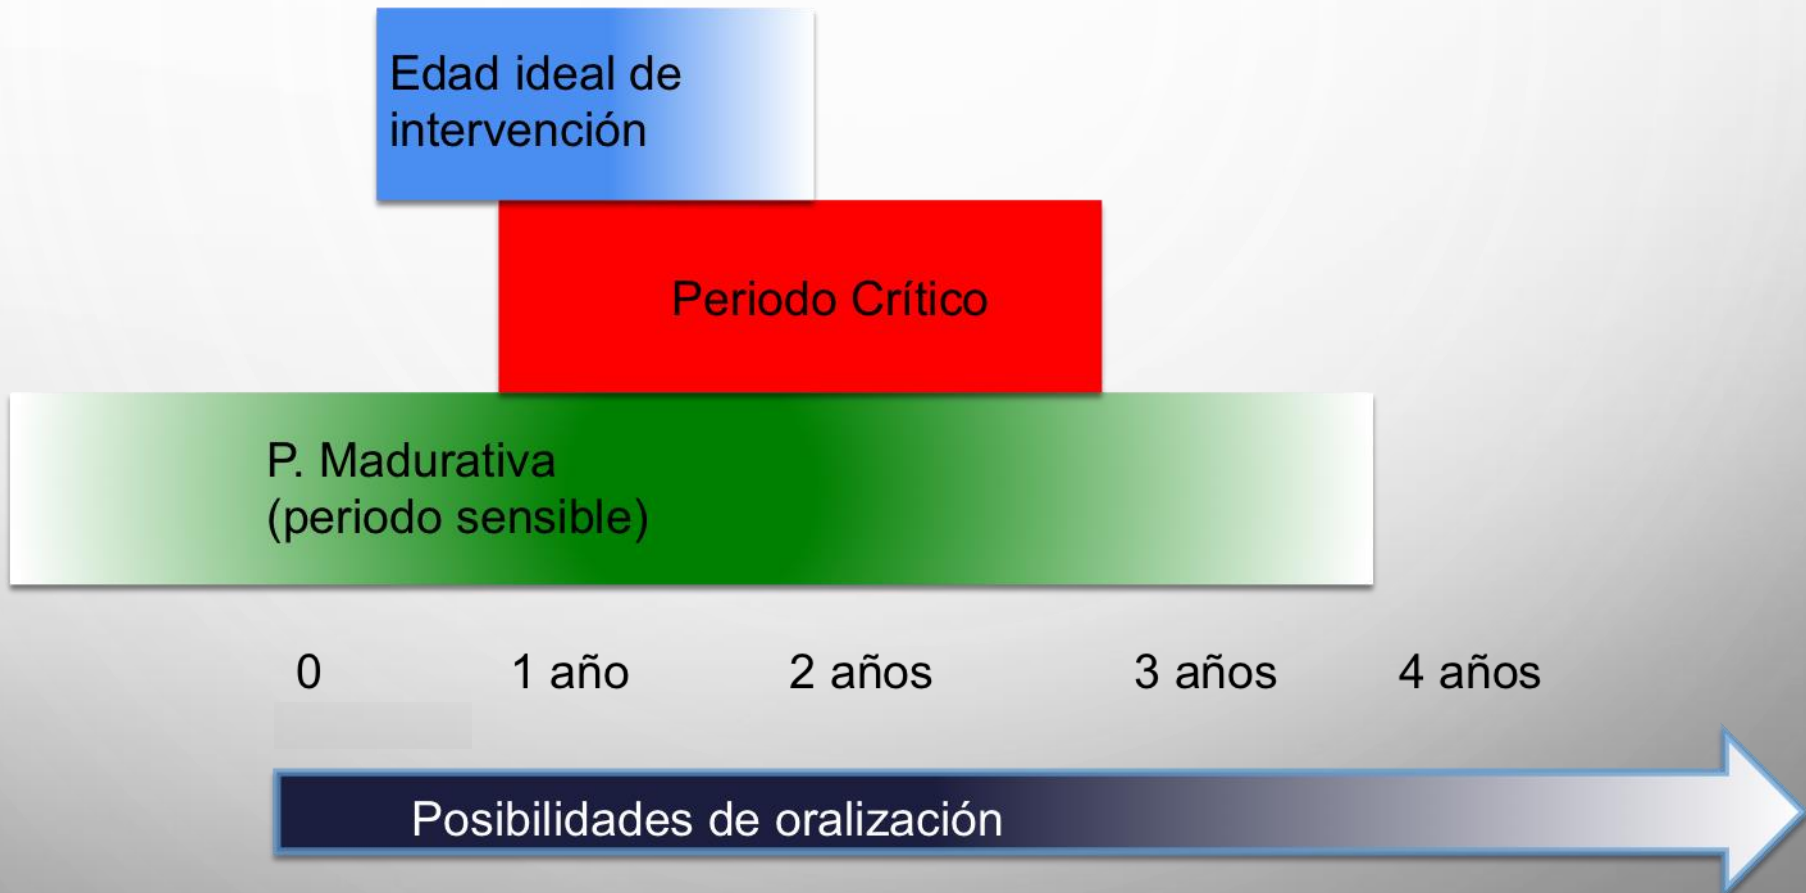 Edad ideal de
intervención
Periodo Crítico
P. Madurativa
(periodo sensible)
0 1 año 2 años 3 años 4 años
Posibilidades de oralización